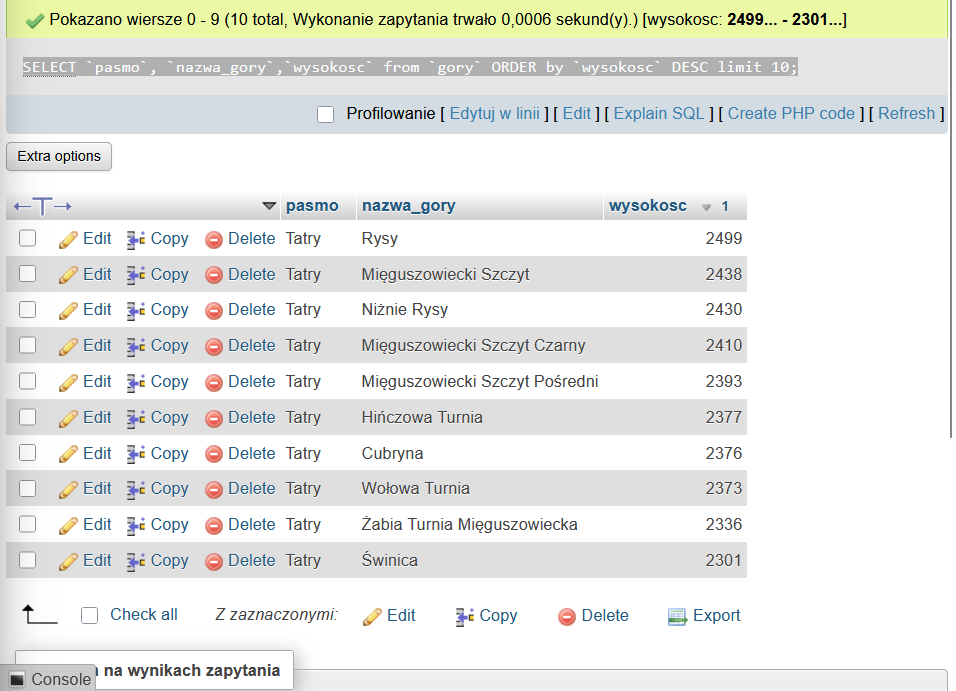 Pokazano wiersze 0 - 9 (10 total, Wykonanie zapytania trwało 0,0006 sekund(y).) [wysokosc: 2499... - 2301...]
SELECT `pasmo`, `nazwa_gory`,`wysokosc` from `gory` ORDER by `wysokosc` DESC limit 10;
Profilowanie [ Edytuj w linii ] [ Edit ] [ Explain SQL ] [ Create PHP code ] [ Refresh ]
Extra options
←T→ pasmo nazwa_gory wysokosc 1
Edit Copy Delete Tatry Rysy 2499
Edit Copy Delete Tatry Mięguszowiecki Szczyt 2438
Edit Copy Delete Tatry Niżnie Rysy 2430
Edit Copy Delete Tatry Mięguszowiecki Szczyt Czarny 2410
Edit Copy Delete Tatry Mięguszowiecki Szczyt Pośredni 2393
Edit Copy Delete Tatry Hińczowa Turnia 2377
Edit Copy Delete Tatry Cubryna 2376
Edit Copy Delete Tatry Wołowa Turnia 2373
Edit Copy Delete Tatry Żabia Turnia Mięguszowiecka 2336
Edit Copy Delete Tatry Świnica 2301
Check all Z zaznaczonymi: Edit Copy Delete Export
na wynikach zapytania
Console